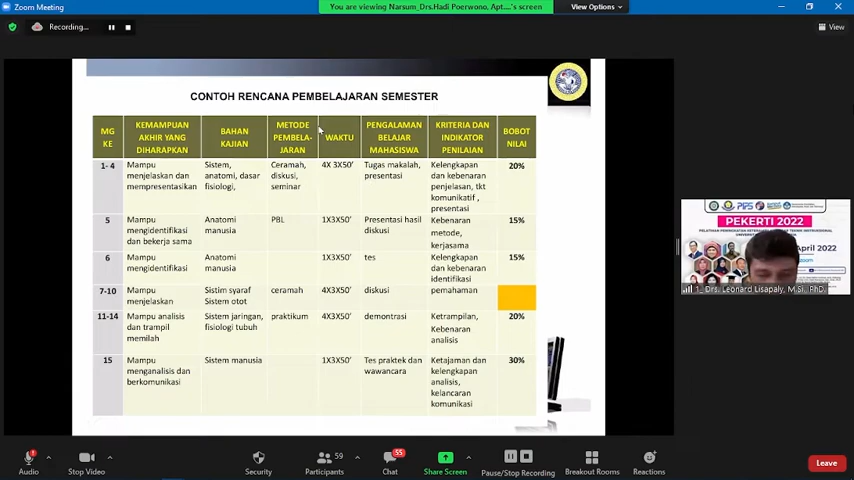 Zoom Meeting
You are viewing Narsum_Drs.Hadi Poerwono, Apt....'s screen
View Options
Recording...
View
CONTOH RENCANA PEMBELAJARAN SEMESTER
MG
KE
KEMAMPUAN
AKHIR YANG
DIHARAPKAN
BAHAN
KAJIAN
METODE
PEMBELA-
JARAN
WAKTU
PENGALAMAN
BELAJAR
MAHASISWA
KRITERIA DAN
INDIKATOR
PENILAIAN
BOBOT
NILAI
1- 4
Mampu
menjelaskan dan
mempresentasikan
Sistem,
anatomi, dasar
fisiologi,
Ceramah,
diskusi,
seminar
4X 3X50'
Tugas makalah,
presentasi
Kelengkapan
dan kebenaran
penjelasan, tkt
komunikatif ,
presentasi
20%
5
Mampu
mengidentifikasi
dan bekerja sama
Anatomi
manusia
PBL
1X3X50'
Presentasi hasil
diskusi
Kebenaran
metode,
kerjasama
15%
6
Mampu
mengidentifikasi
Anatomi
manusia
1X3X50'
tes
Kelengkapan
dan kebenaran
identifikasi
15%
7-10
Mampu
menjelaskan
Sistim syaraf
Sistem otot
ceramah
4X3X50'
diskusi
pemahaman
11-14
Mampu analisis
dan trampil
memilah
Sistem jaringan,
fisiologi tubuh
praktikum
4X3X50'
demontrasi
Ketrampilan,
Kebenaran
analisis
20%
15
Mampu
menganalisis dan
berkomunikasi
Sistem manusia
1X3X50'
Tes praktek dan
wawancara
Ketajaman dan
kelengkapan
analisis,
kelancaran
komunikasi
30%
PEKERTI 2022
April 2022
zoom
1_ Drs. Leonard Lisapaly, M.Si, PhD.
Audio
Stop Video
Security
59
Participants
55
Chat
Share Screen
Pause/Stop Recording
Breakout Rooms
Reactions
Leave